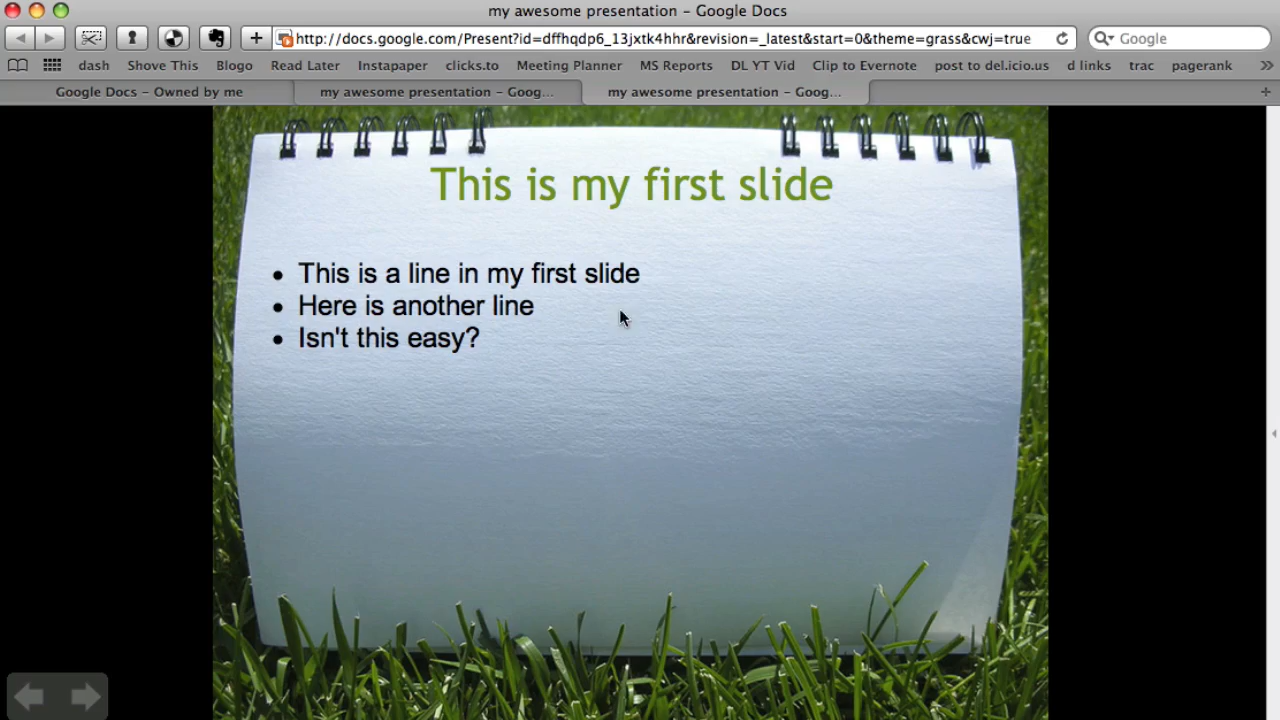 my awesome presentation – Google Docs
http://docs.google.com/Present?id=dffhqdp6_13jxtk4hhr&revision=_latest&start=0&theme=grass&cwj=true
Google
dash Shove This Blogo Read Later Instapaper clicks.to Meeting Planner MS Reports DL YT Vid Clip to Evernote post to del.icio.us d links trac pagerank
Google Docs – Owned by me my awesome presentation – Goog... my awesome presentation – Goog...
This is my first slide
• This is a line in my first slide
• Here is another line
• Isn't this easy?